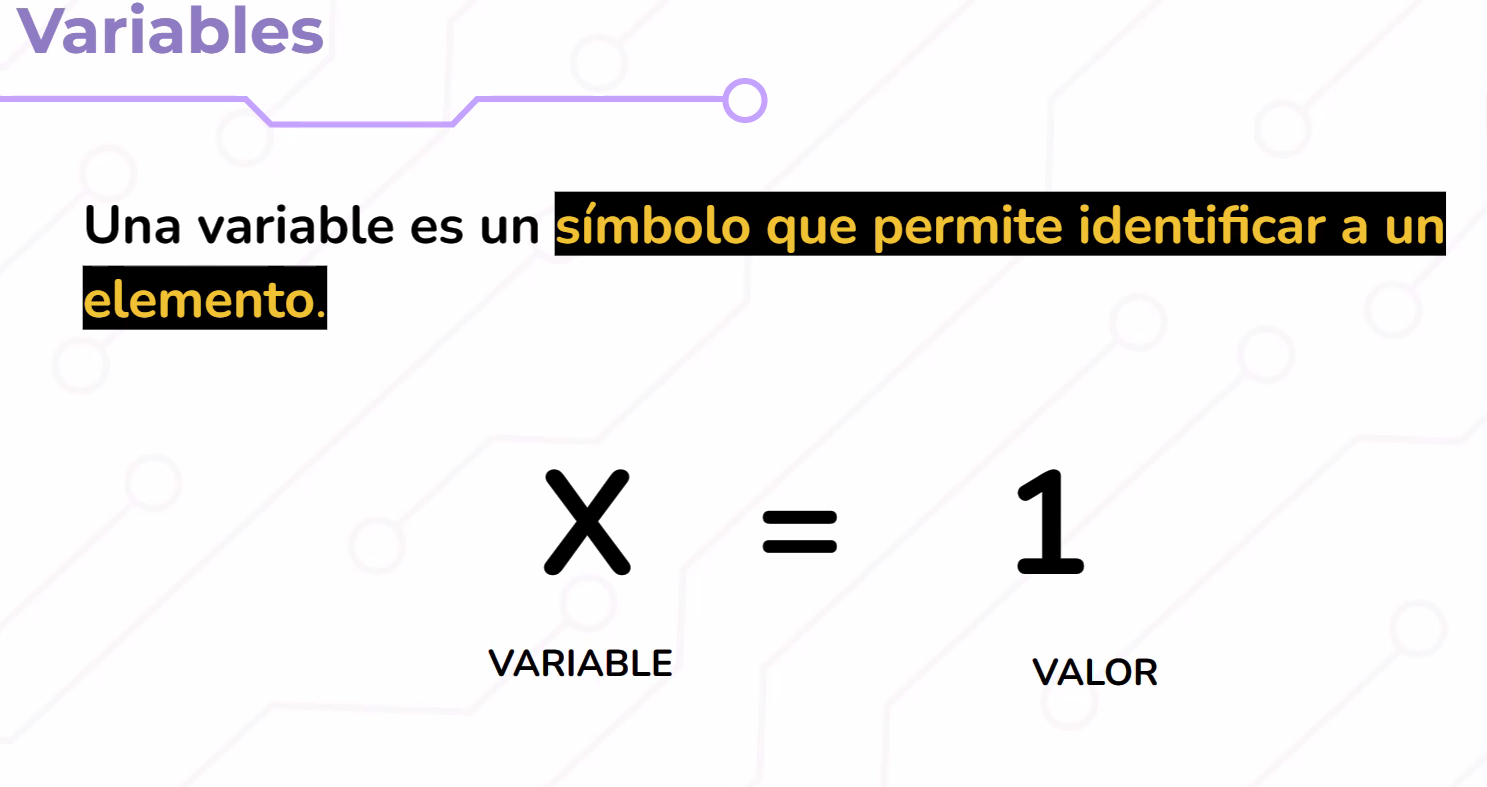 Variables
Una variable es un símbolo que permite identificar a un
elemento.
X = 1
VARIABLE VALOR